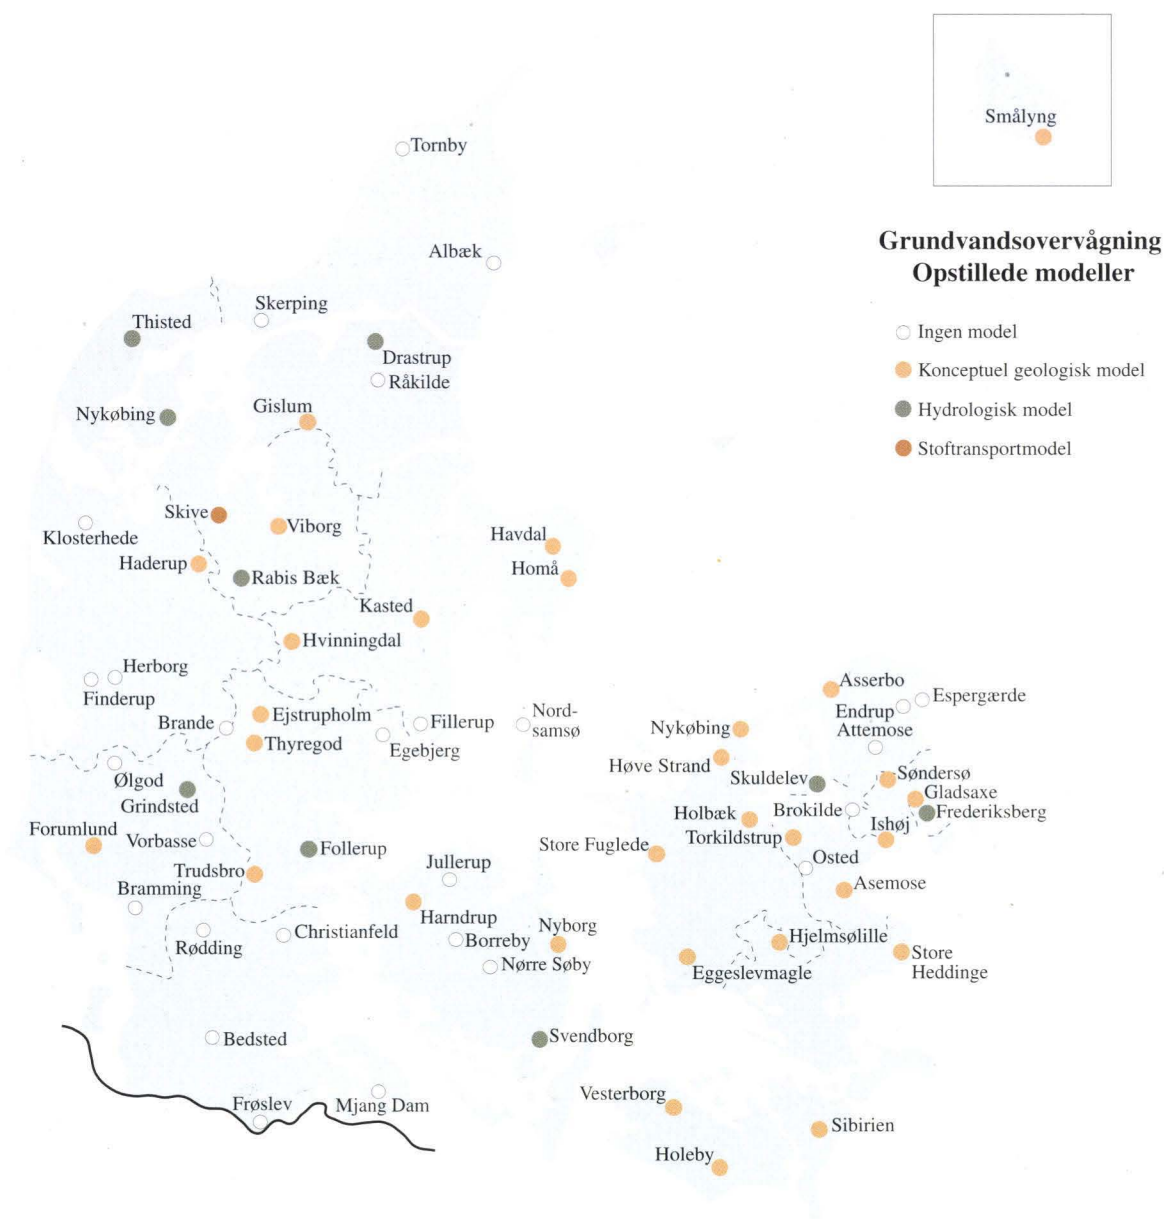 Smålyng
Tornby
Grundvandsovervågning
Opstillede modeller
Albæk
Skerping
Thisted
Ingen model
Drastrup
Konceptuel geologisk model
Råkilde
Gislum
Nykøbing
Hydrologisk model
Stoftransportmodel
Skive
Viborg
Klosterhede
Havdal
Haderup
Homå
Rabis Bæk
Kasted
Hvinningdal
Herborg
Finderup
Asserbo
Espergærde
Endrup
Attemose
Brande
Ejstrupholm
Fillerup
Nord-
samsø
Nykøbing
Thyregod
Egebjerg
Høve Strand
Ølgod
Skuldelev
Søndersø
Gladsaxe
Grindsted
Holbæk
Brokilde
Frederiksberg
Forumlund
Vorbasse
Torkildstrup
Ishøj
Follerup
Store Fuglede
Trudsbro
Jullerup
Osted
Bramming
Asemose
Harndrup
Nyborg
Christianfeld
Rødding
Borreby
Hjelmsølille
Nørre Søby
Eggeslevmagle
Store
Heddinge
Bedsted
Svendborg
Vesterborg
Frøslev
Mjang Dam
Sibirien
Holeby